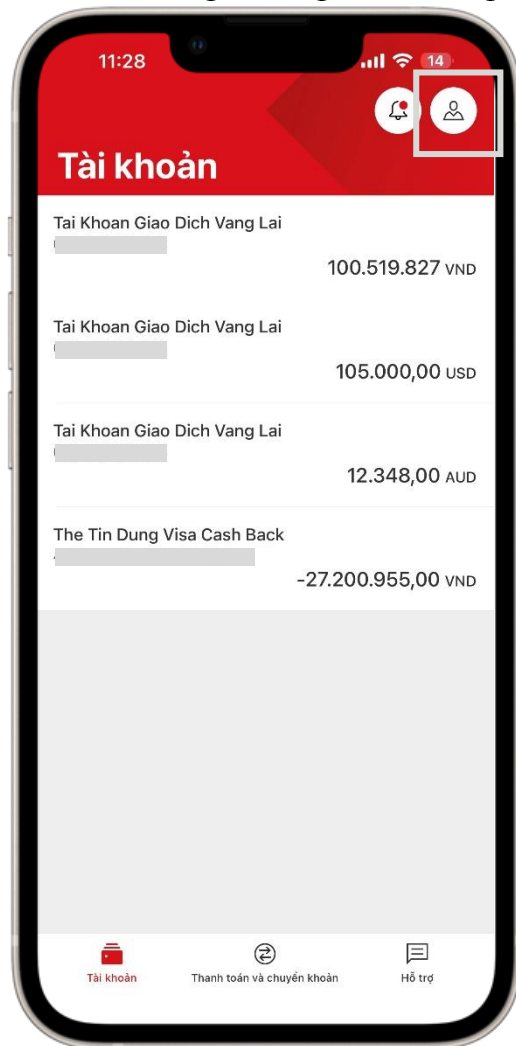 11:28
14
Tài khoản
Tai Khoan Giao Dich Vang Lai
100.519.827 VND
Tai Khoan Giao Dich Vang Lai
105.000,00 USD
Tai Khoan Giao Dich Vang Lai
12.348,00 AUD
The Tin Dung Visa Cash Back
-27.200.955,00 VND
Tài khoản Thanh toán và chuyển khoản Hỗ trợ